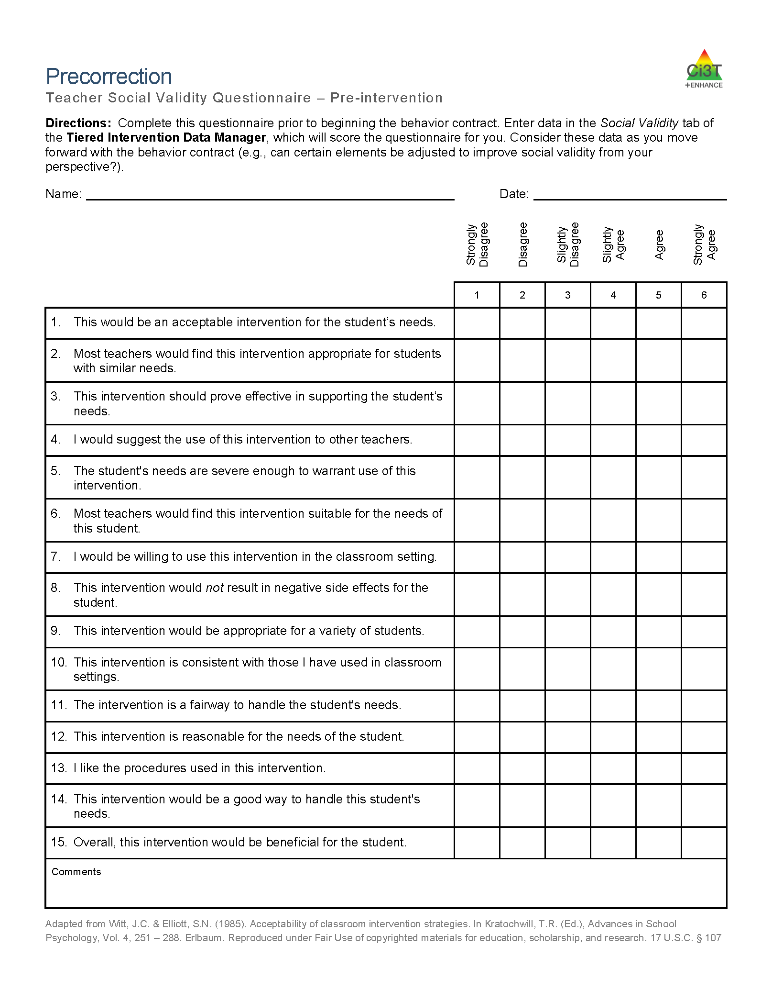 Ci3T
+ENHANCE
Precorrection
Teacher Social Validity Questionnaire – Pre-intervention
Directions: Complete this questionnaire prior to beginning the behavior contract. Enter data in the Social Validity tab of
the Tiered Intervention Data Manager, which will score the questionnaire for you. Consider these data as you move
forward with the behavior contract (e.g., can certain elements be adjusted to improve social validity from your
perspective?).
Name:
Date:
Strongly
Disagree
Disagree
Slightly
Disagree
Slightly
Agree
Agree
Strongly
Agree
1 2 3 4 5 6
1. This would be an acceptable intervention for the student’s needs.
2. Most teachers would find this intervention appropriate for students
with similar needs.
3. This intervention should prove effective in supporting the student’s
needs.
4. I would suggest the use of this intervention to other teachers.
5. The student's needs are severe enough to warrant use of this
intervention.
6. Most teachers would find this intervention suitable for the needs of
this student.
7. I would be willing to use this intervention in the classroom setting.
8. This intervention would not result in negative side effects for the
student.
9. This intervention would be appropriate for a variety of students.
10. This intervention is consistent with those I have used in classroom
settings.
11. The intervention is a fairway to handle the student's needs.
12. This intervention is reasonable for the needs of the student.
13. I like the procedures used in this intervention.
14. This intervention would be a good way to handle this student's
needs.
15. Overall, this intervention would be beneficial for the student.
Comments
Adapted from Witt, J.C. & Elliott, S.N. (1985). Acceptability of classroom intervention strategies. In Kratochwill, T.R. (Ed.), Advances in School
Psychology, Vol. 4, 251 – 288. Erlbaum. Reproduced under Fair Use of copyrighted materials for education, scholarship, and research. 17 U.S.C. § 107